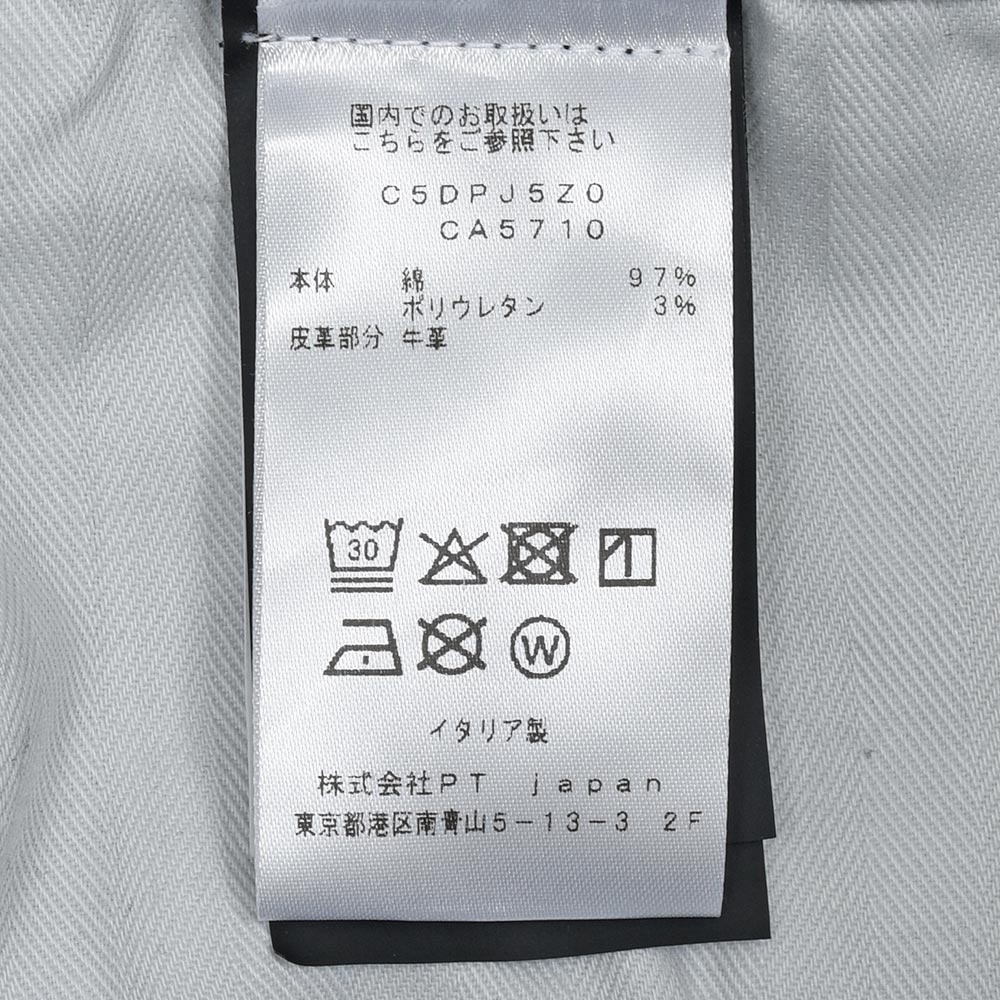 国内でのお取扱いは
こちらをご参照下さい
C5DPJ5Z0
CA5710
本体 綿 97%
ポリウレタン 3%
皮革部分 牛革
30
W
イタリア製
株式会社PT japan
東京都港区南青山5-13-3 2F